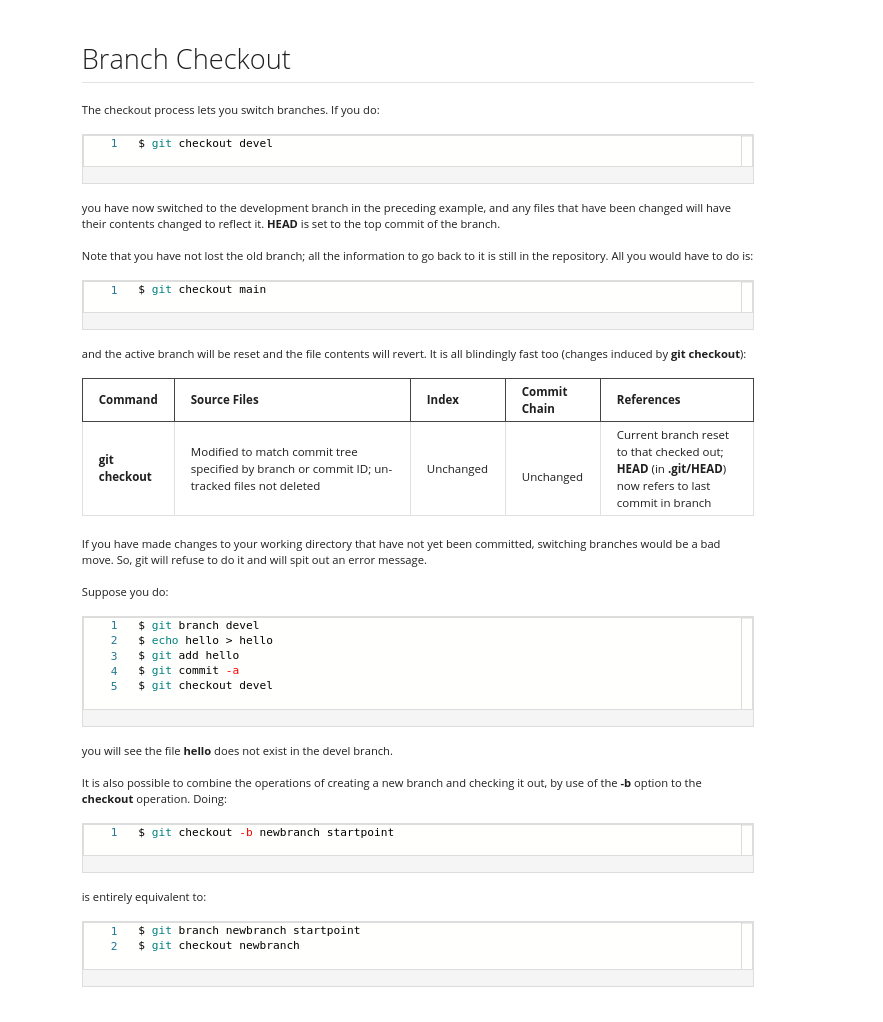 Branch Checkout
The checkout process lets you switch branches. If you do:
1 $ git checkout devel
you have now switched to the development branch in the preceding example, and any files that have been changed will have
their contents changed to reflect it. HEAD is set to the top commit of the branch.
Note that you have not lost the old branch; all the information to go back to it is still in the repository. All you would have to do is:
1 $ git checkout main
and the active branch will be reset and the file contents will revert. It is all blindingly fast too (changes induced by git checkout):
Command Source Files Index Commit Chain References
git checkout
Modified to match commit tree
specified by branch or commit ID; un-
tracked files not deleted
Unchanged
Unchanged
Current branch reset
to that checked out;
HEAD (in .git/HEAD)
now refers to last
commit in branch
If you have made changes to your working directory that have not yet been committed, switching branches would be a bad
move. So, git will refuse to do it and will spit out an error message.
Suppose you do:
1 $ git branch devel
2 $ echo hello > hello
3 $ git add hello
4 $ git commit -a
5 $ git checkout devel
you will see the file hello does not exist in the devel branch.
It is also possible to combine the operations of creating a new branch and checking it out, by use of the -b option to the
checkout operation. Doing:
1 $ git checkout -b newbranch startpoint
is entirely equivalent to:
1 $ git branch newbranch startpoint
2 $ git checkout newbranch